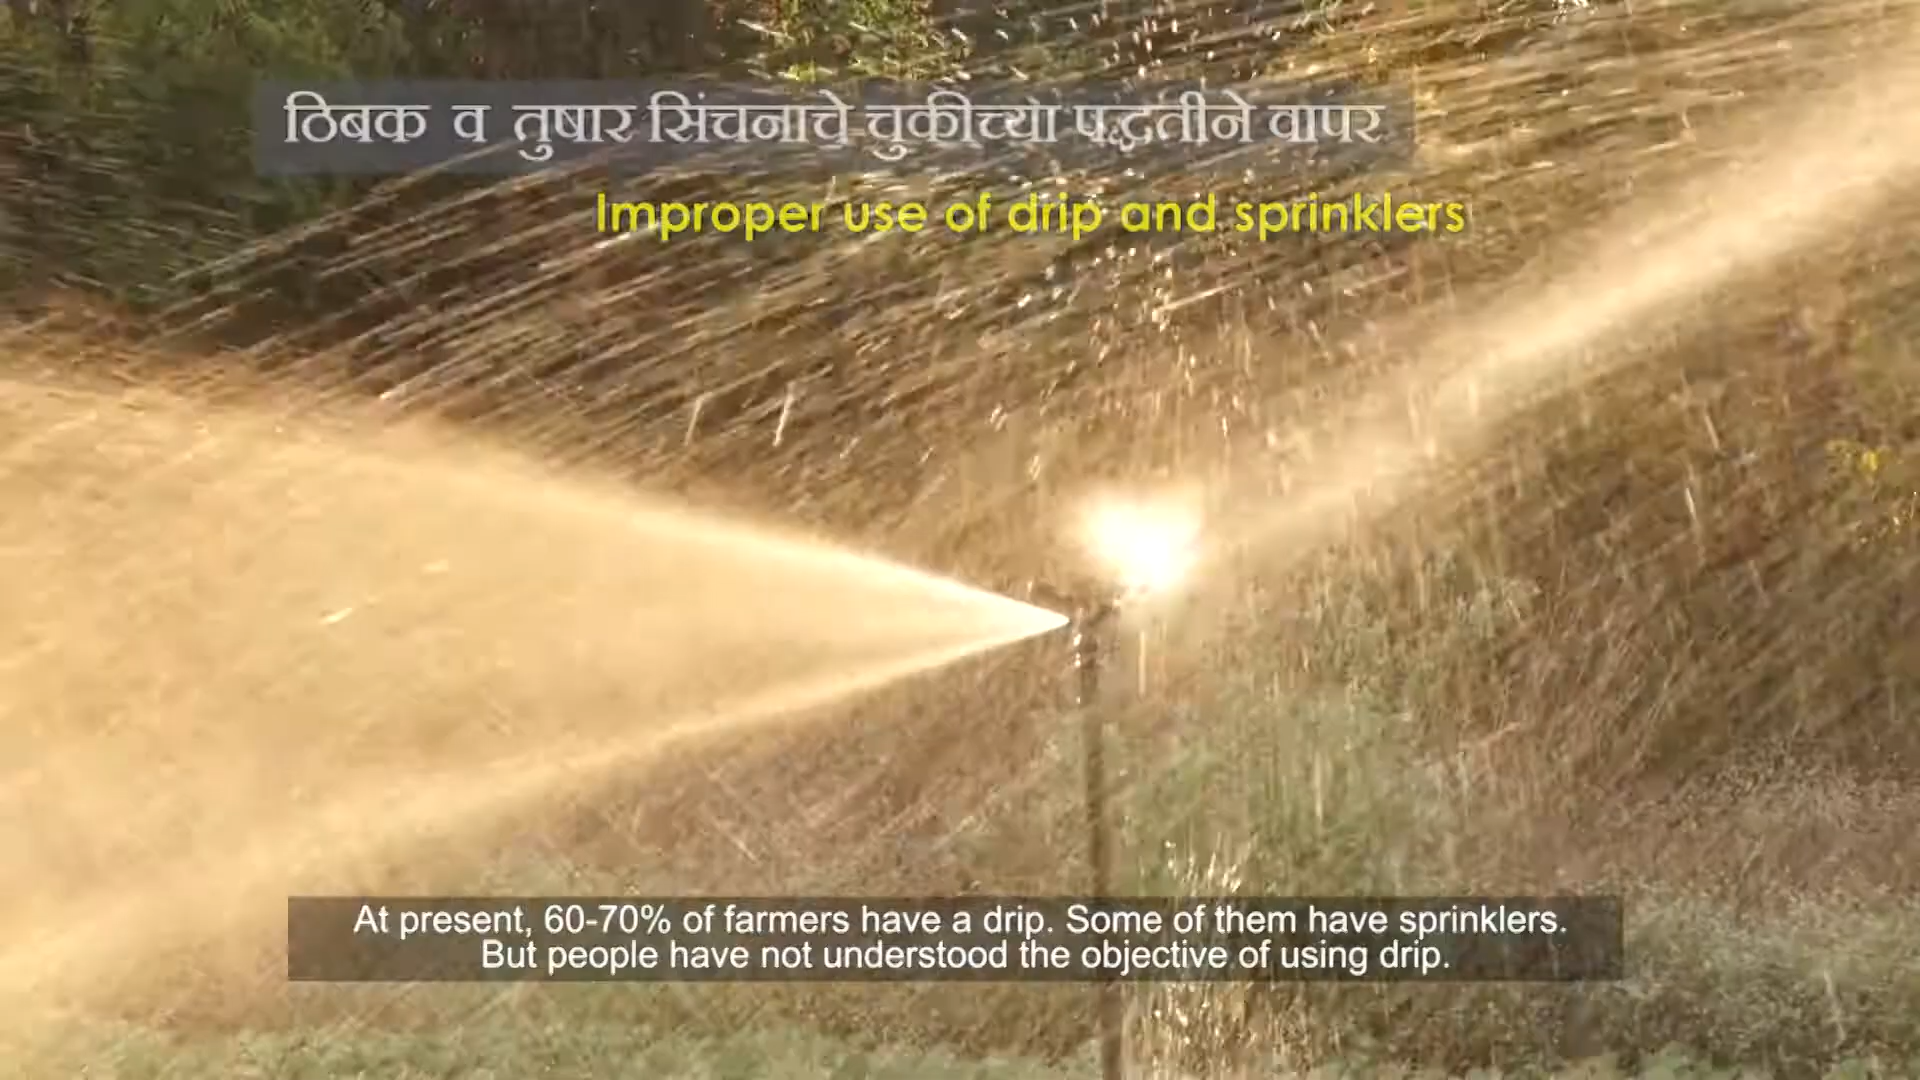 ठिबक व तुषार सिंचनाचे चुकीच्या पद्धतीने वापर
Improper use of drip and sprinklers
At present, 60-70% of farmers have a drip. Some of them have sprinklers.
But people have not understood the objective of using drip.